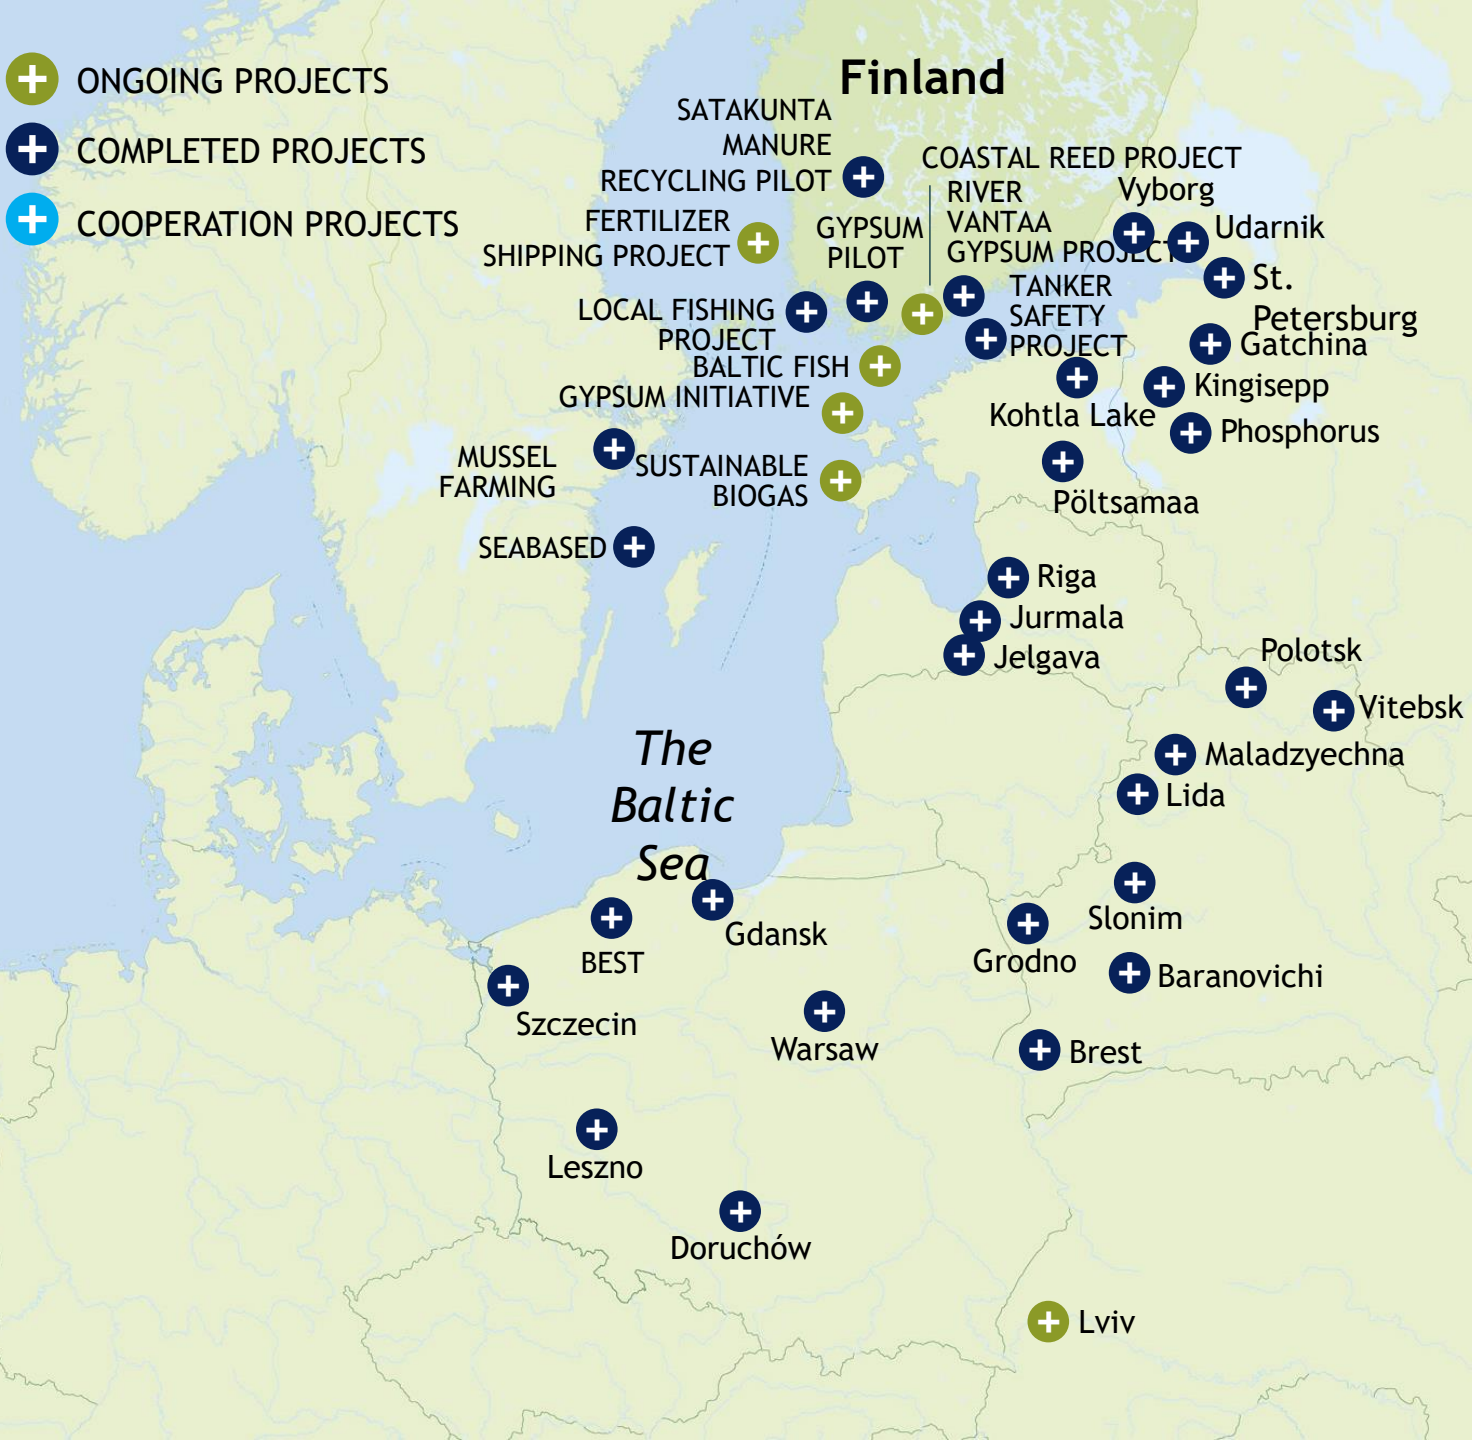 ONGOING PROJECTS
COMPLETED PROJECTS
COOPERATION PROJECTS
Finland
SATAKUNTA
MANURE
RECYCLING PILOT
FERTILIZER
SHIPPING PROJECT
GYPSUM
PILOT
COASTAL REED PROJECT
RIVER
VANTAA
GYPSUM PROJECT
Vyborg
Udarnik
St.
Petersburg
TANKER
SAFETY
PROJECT
LOCAL FISHING
PROJECT
BALTIC FISH
GYPSUM INITIATIVE
Gatchina
Kingisepp
Kohtla Lake
Phosphorus
MUSSEL
FARMING
SUSTAINABLE
BIOGAS
Pöltsamaa
SEABASED
Riga
Jurmala
Jelgava
Polotsk
Vitebsk
Maladzyechna
Lida
The
Baltic
Sea
Slonim
Gdansk
BEST
Grodno
Baranovichi
Szczecin
Warsaw
Brest
Leszno
Doruchów
Lviv